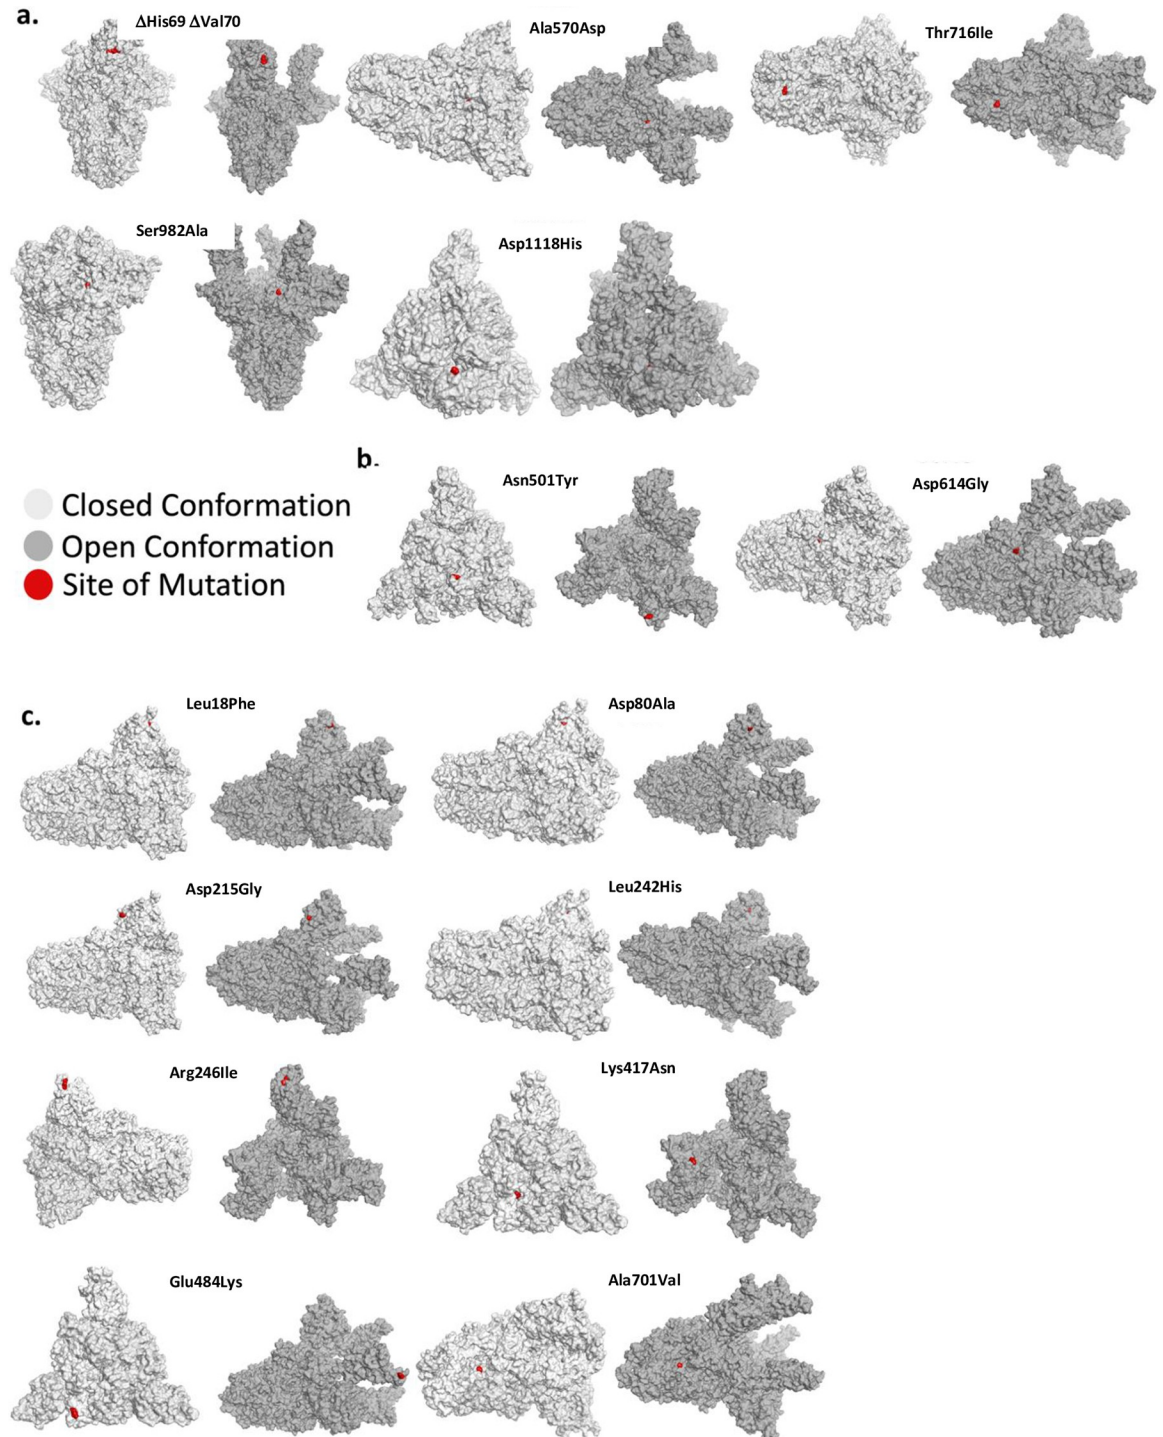 a.
ΔHis69 ΔVal70
Ala570Asp
Thr716Ile
Ser982Ala
Asp1118His
Closed Conformation
Open Conformation
Site of Mutation
b.
Asn501Tyr
Asp614Gly
c.
Leu18Phe
Asp80Ala
Asp215Gly
Leu242His
Arg246Ile
Lys417Asn
Glu484Lys
Ala701Val